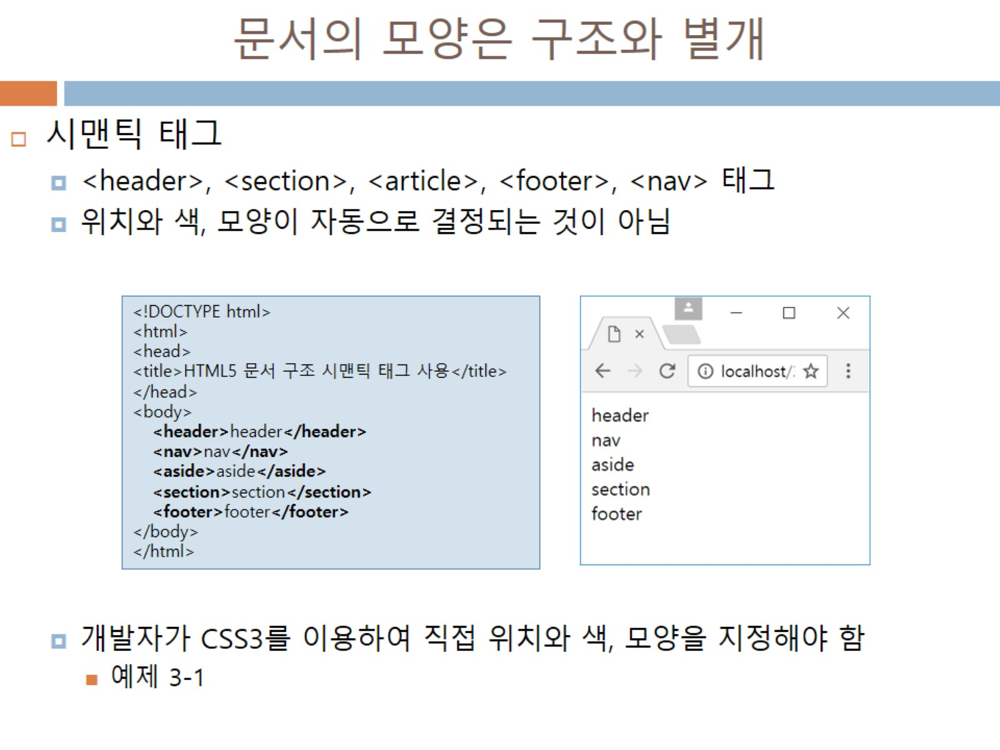 문서의 모양은 구조와 별개
시맨틱 태그
<header>, <section>, <article>, <footer>, <nav> 태그
위치와 색, 모양이 자동으로 결정되는 것이 아님
<!DOCTYPE html>
<html>
<head>
<title>HTML5 문서 구조 시맨틱 태그 사용</title>
</head>
<body>
<header>header</header>
<nav>nav</nav>
<aside>aside</aside>
<section>section</section>
<footer>footer</footer>
</body>
</html>
localhost/
header
nav
aside
section
footer
개발자가 CSS3를 이용하여 직접 위치와 색, 모양을 지정해야 함
예제 3-1